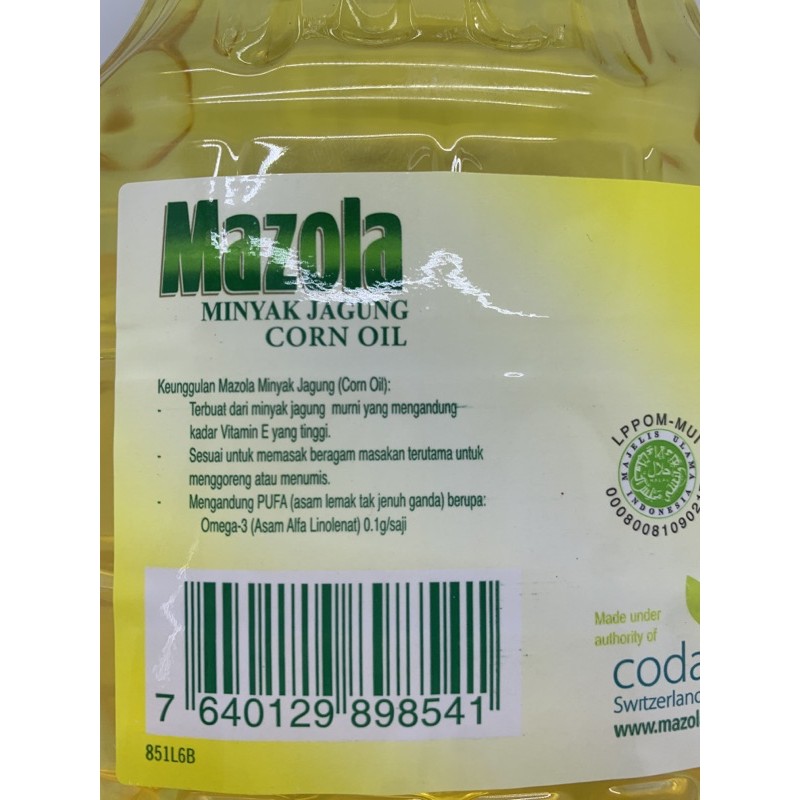 Mazola
MINYAK JAGUNG
CORN OIL
Keunggulan Mazola Minyak Jagung (Corn Oil):
- Terbuat dari minyak jagung murni yang mengandung
kadar Vitamin E yang tinggi.
- Sesuai untuk memasak beragam masakan terutama untuk
menggoreng atau menumis.
- Mengandung PUFA (asam lemak tak jenuh ganda) berupa:
Omega-3 (Asam Alfa Linolenat) 0.1g/saji
LPPOM-MUI
MAJELIS ULAMA
INDONESIA
حلال
0008008109021
Made under
authority of
coda
Switzerland
www.mazol
7 640129 898541
851L6B